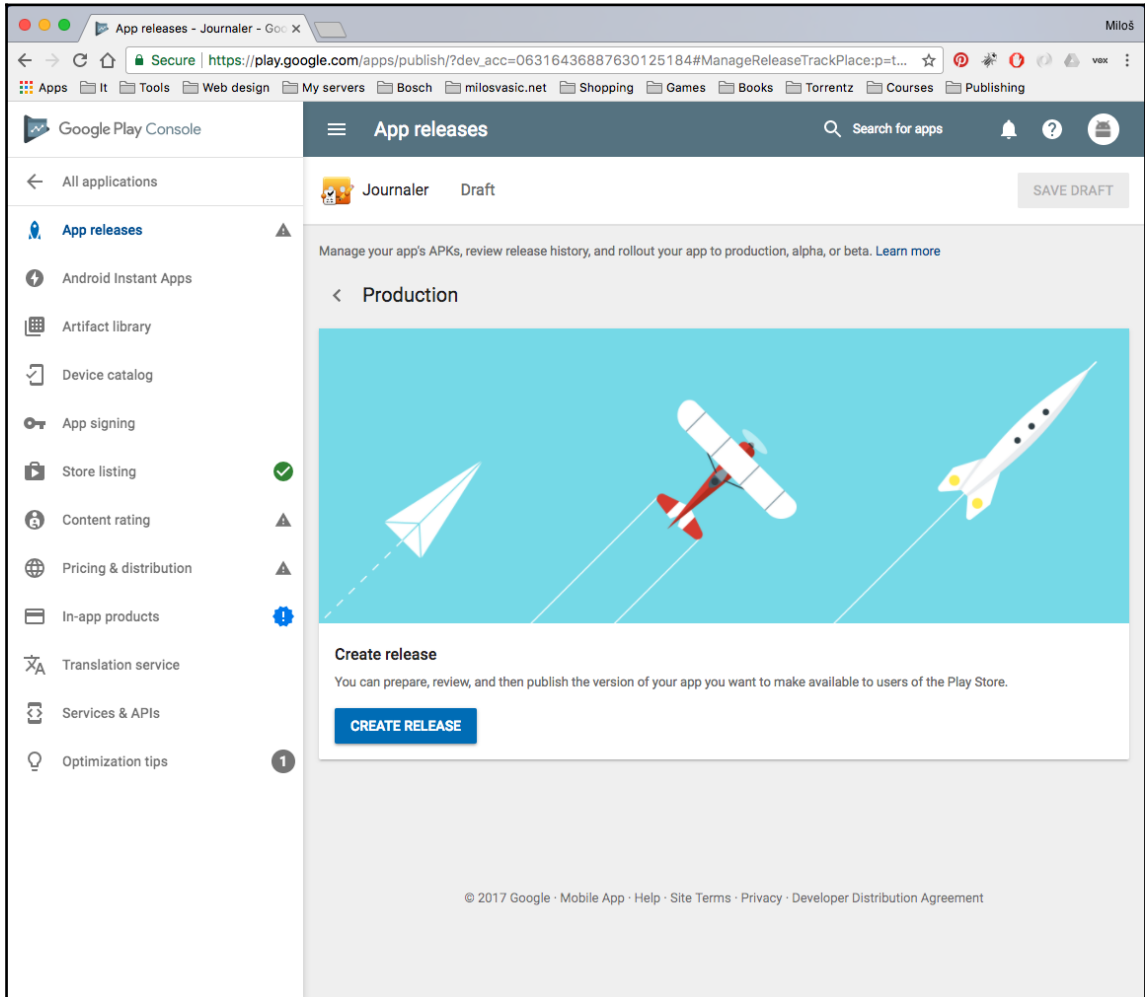 App releases - Journaler - Goo
Miloš
Secure | https://play.google.com/apps/publish/?dev_acc=06316436887630125184#ManageReleaseTrackPlace:p=t...
vox
Apps It Tools Web design My servers Bosch milosvasic.net Shopping Games Books Torrentz Courses Publishing
Google Play Console
App releases
Search for apps
All applications
Journaler Draft
SAVE DRAFT
App releases
Manage your app's APKs, review release history, and rollout your app to production, alpha, or beta. Learn more
Android Instant Apps
Production
Artifact library
Device catalog
App signing
Store listing
Content rating
Pricing & distribution
In-app products
Translation service
Services & APIs
Optimization tips
1
Create release
You can prepare, review, and then publish the version of your app you want to make available to users of the Play Store.
CREATE RELEASE
© 2017 Google · Mobile App · Help · Site Terms · Privacy · Developer Distribution Agreement